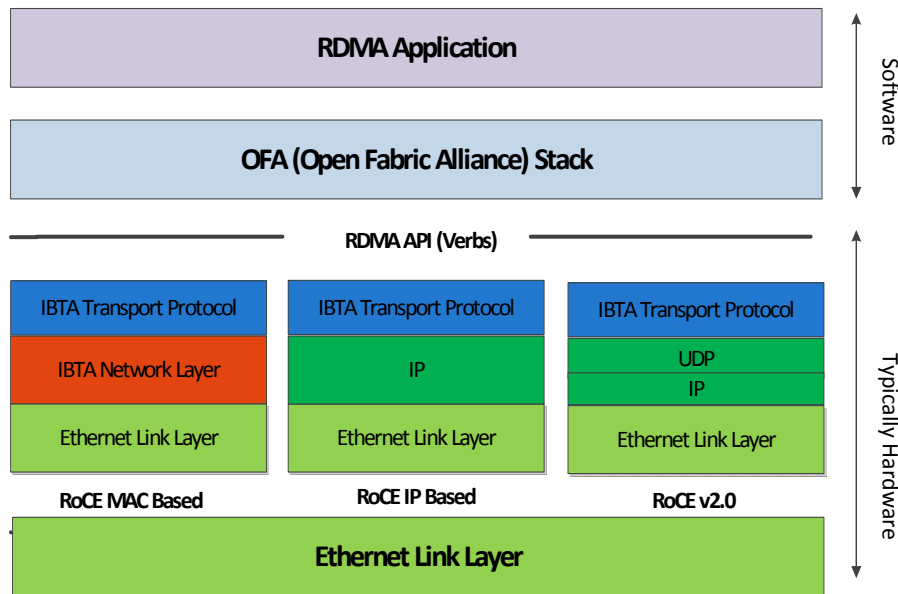 RDMA Application
Software
OFA (Open Fabric Alliance) Stack
RDMA API (Verbs)
IBTA Transport Protocol
IBTA Network Layer
Ethernet Link Layer
RoCE MAC Based
IBTA Transport Protocol
IP
Ethernet Link Layer
RoCE IP Based
IBTA Transport Protocol
UDP
IP
Ethernet Link Layer
RoCE v2.0
Typically Hardware
Ethernet Link Layer